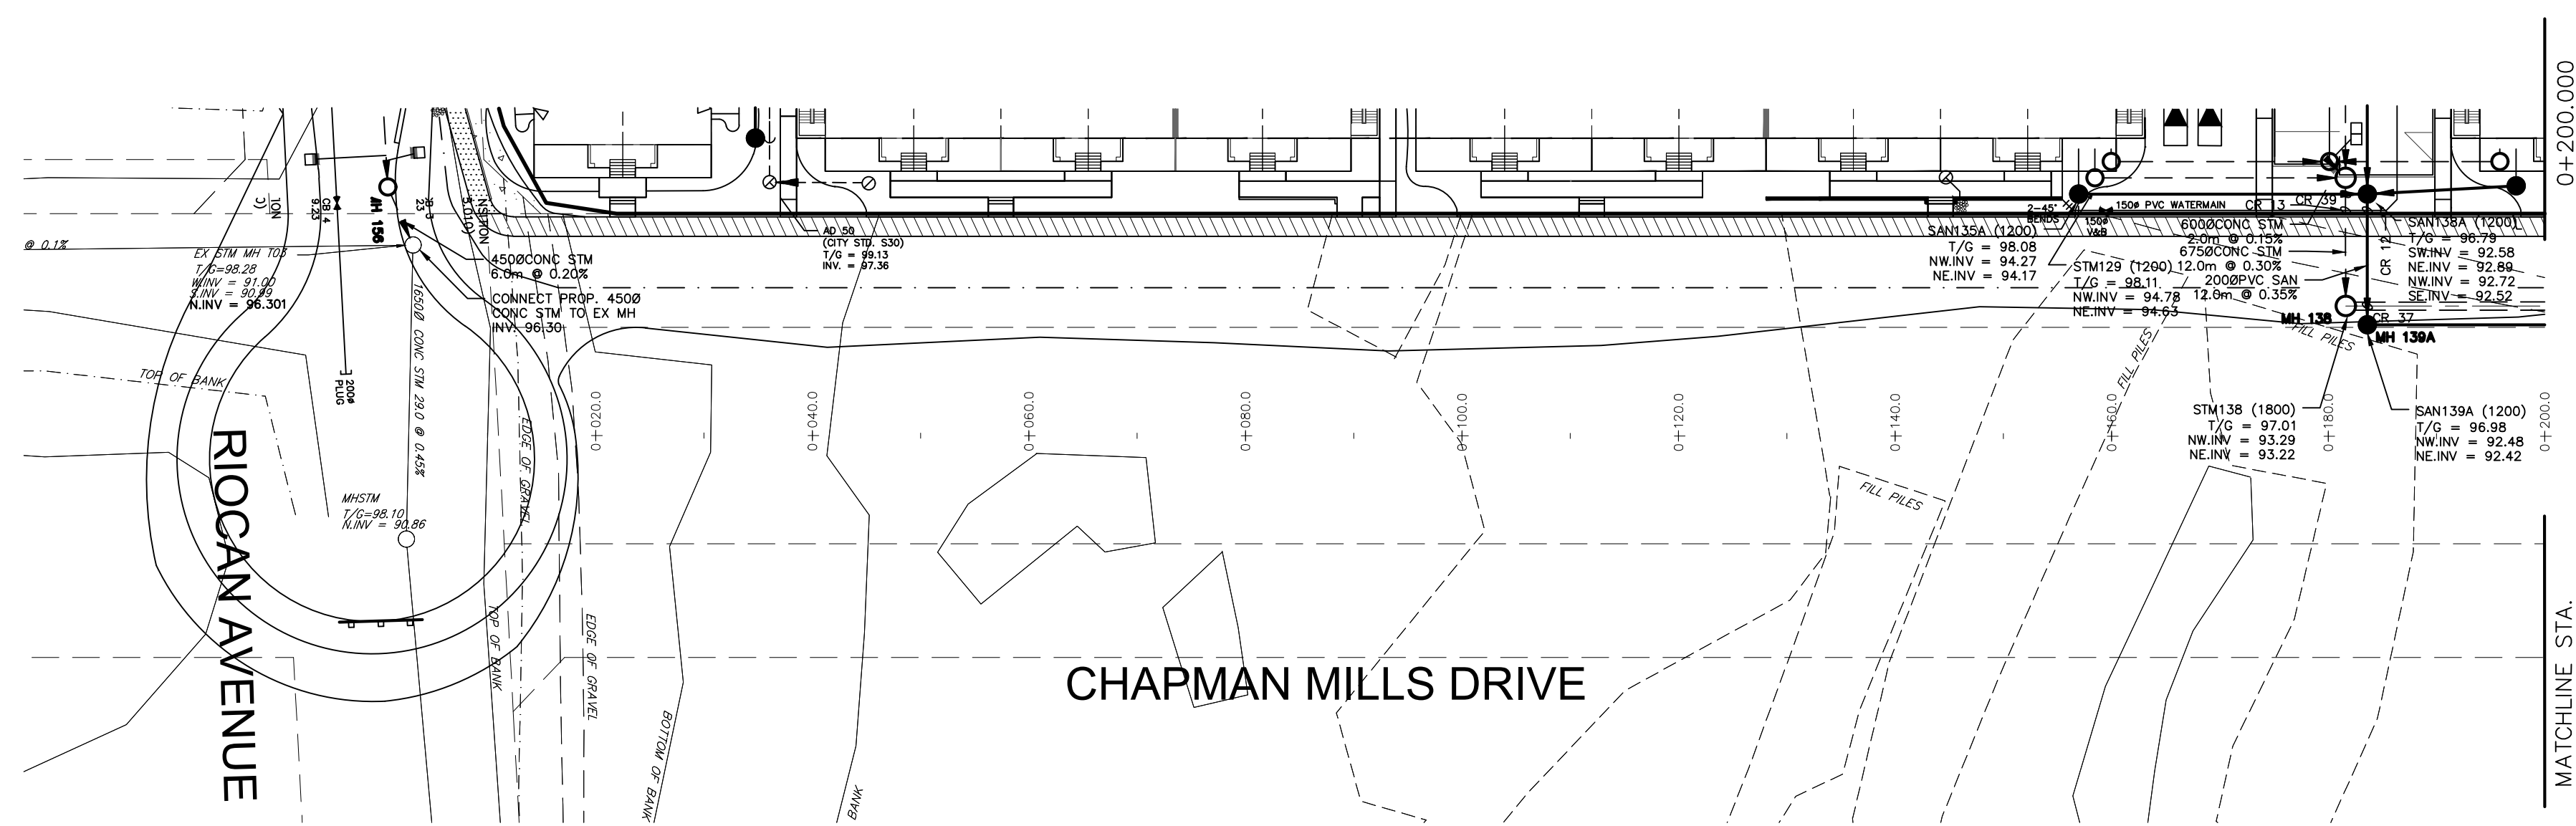 0+200.000
MATCHLINE STA.
@ 0.1%
EX STM MH T03
T/G=98.28
W.INV = 91.00
S.INV = 90.99
N.INV = 96.301
CB 4
9.23
450ØCONC STM
6.0m @ 0.20%
CONNECT PROP. 450Ø
CONC STM TO EX MH
INV. 96.30
1650Ø CONC STM 29.0 @ 0.45%
200Ø
PLUG
TOP OF BANK
MHSTM
T/G=98.10
N.INV = 90.86
RIOCAN AVENUE
EDGE OF GRAVEL
TOP OF BANK
EDGE OF GRAVEL
BOTTOM OF BANK
BANK
AD 50
(CITY STD. S30)
T/G = 99.13
INV. = 97.36
0+020.0
0+040.0
0+060.0
0+080.0
0+100.0
0+120.0
0+140.0
0+160.0
0+180.0
0+200.0
CHAPMAN MILLS DRIVE
FILL PILES
FILL PILES
FILL PILES
2-45°
BENDS
150Ø
V&B
150Ø PVC WATERMAIN
CR 13
CR 39
SAN135A (1200)
T/G = 98.08
NW.INV = 94.27
NE.INV = 94.17
STM129 (1200)
T/G = 98.11
NW.INV = 94.78
NE.INV = 94.63
600ØCONC STM
2.0m @ 0.15%
675ØCONC STM
12.0m @ 0.30%
200ØPVC SAN
12.0m @ 0.35%
CR 12
SAN138A (1200)
T/G = 96.79
SW.INV = 92.58
NE.INV = 92.89
NW.INV = 92.72
SE.INV = 92.52
MH 138
CR 37
MH 139A
STM138 (1800)
T/G = 97.01
NW.INV = 93.29
NE.INV = 93.22
SAN139A (1200)
T/G = 96.98
NW.INV = 92.48
NE.INV = 92.42